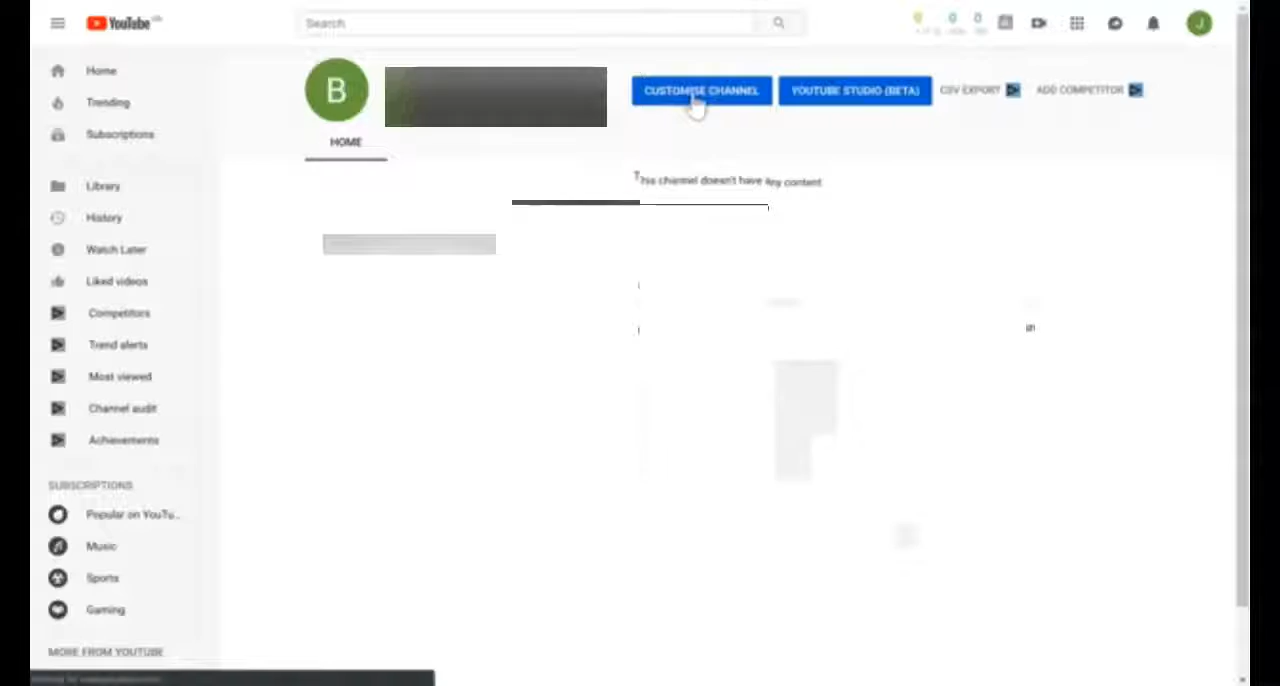 YouTube
Search
J
Home
Trending
Subscriptions
Library
History
Watch Later
Liked videos
Competitors
Trend alerts
Most viewed
Channel audit
Achievements
SUBSCRIPTIONS
Popular on YouTu...
Music
Sports
Gaming
MORE FROM YOUTUBE
B
CUSTOMISE CHANNEL
YOUTUBE STUDIO (BETA)
CSV EXPORT
ADD COMPETITOR
HOME
This channel doesn't have any content